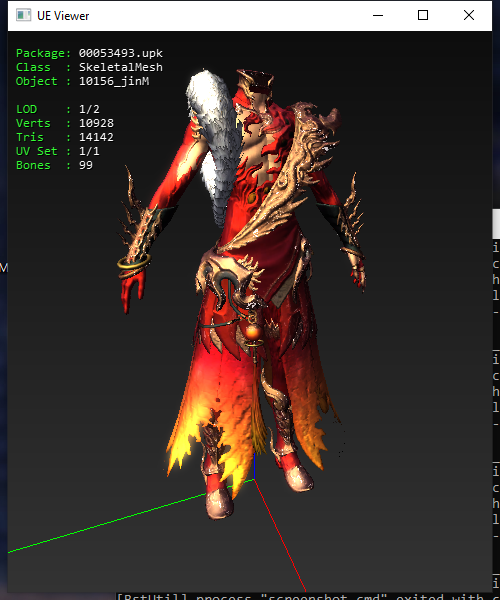 UE Viewer
Package: 00053493.upk
Class  : SkeletalMesh
Object : 10156_jinM
LOD    : 1/2
Verts  : 10928
Tris   : 14142
UV Set : 1/1
Bones  : 99
M
i
c
h
l
-
i
c
h
l
-
i
c
h
l
-
i
[BstUtil] process "screenshot.cmd" exited with c